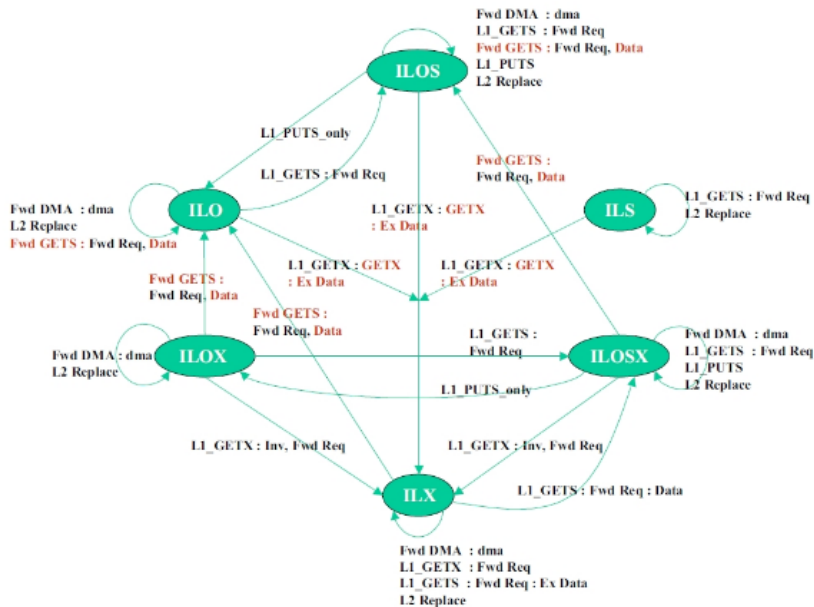 Fwd DMA : dma
L1_GETS : Fwd Req
Fwd GETS : Fwd Req, Data
L1_PUTS
L2 Replace
ILOS
L1_PUTS_only
L1_GETS : Fwd Req
Fwd GETS :
Fwd Req, Data
Fwd DMA : dma
L2 Replace
Fwd GETS : Fwd Req, Data
ILO
L1_GETX : GETX
: Ex Data
ILS
L1_GETS : Fwd Req
L2 Replace
L1_GETX : GETX
: Ex Data
L1_GETX : GETX
: Ex Data
Fwd GETS :
Fwd Req, Data
Fwd GETS :
Fwd Req, Data
Fwd DMA : dma
L2 Replace
ILOX
L1_GETS :
Fwd Req
ILOSX
Fwd DMA : dma
L1_GETS : Fwd Req
L1_PUTS
L2 Replace
L1_PUTS_only
L1_GETX : Inv, Fwd Req
L1_GETX : Inv, Fwd Req
ILX
L1_GETS : Fwd Req : Data
Fwd DMA : dma
L1_GETX : Fwd Req
L1_GETS : Fwd Req : Ex Data
L2 Replace